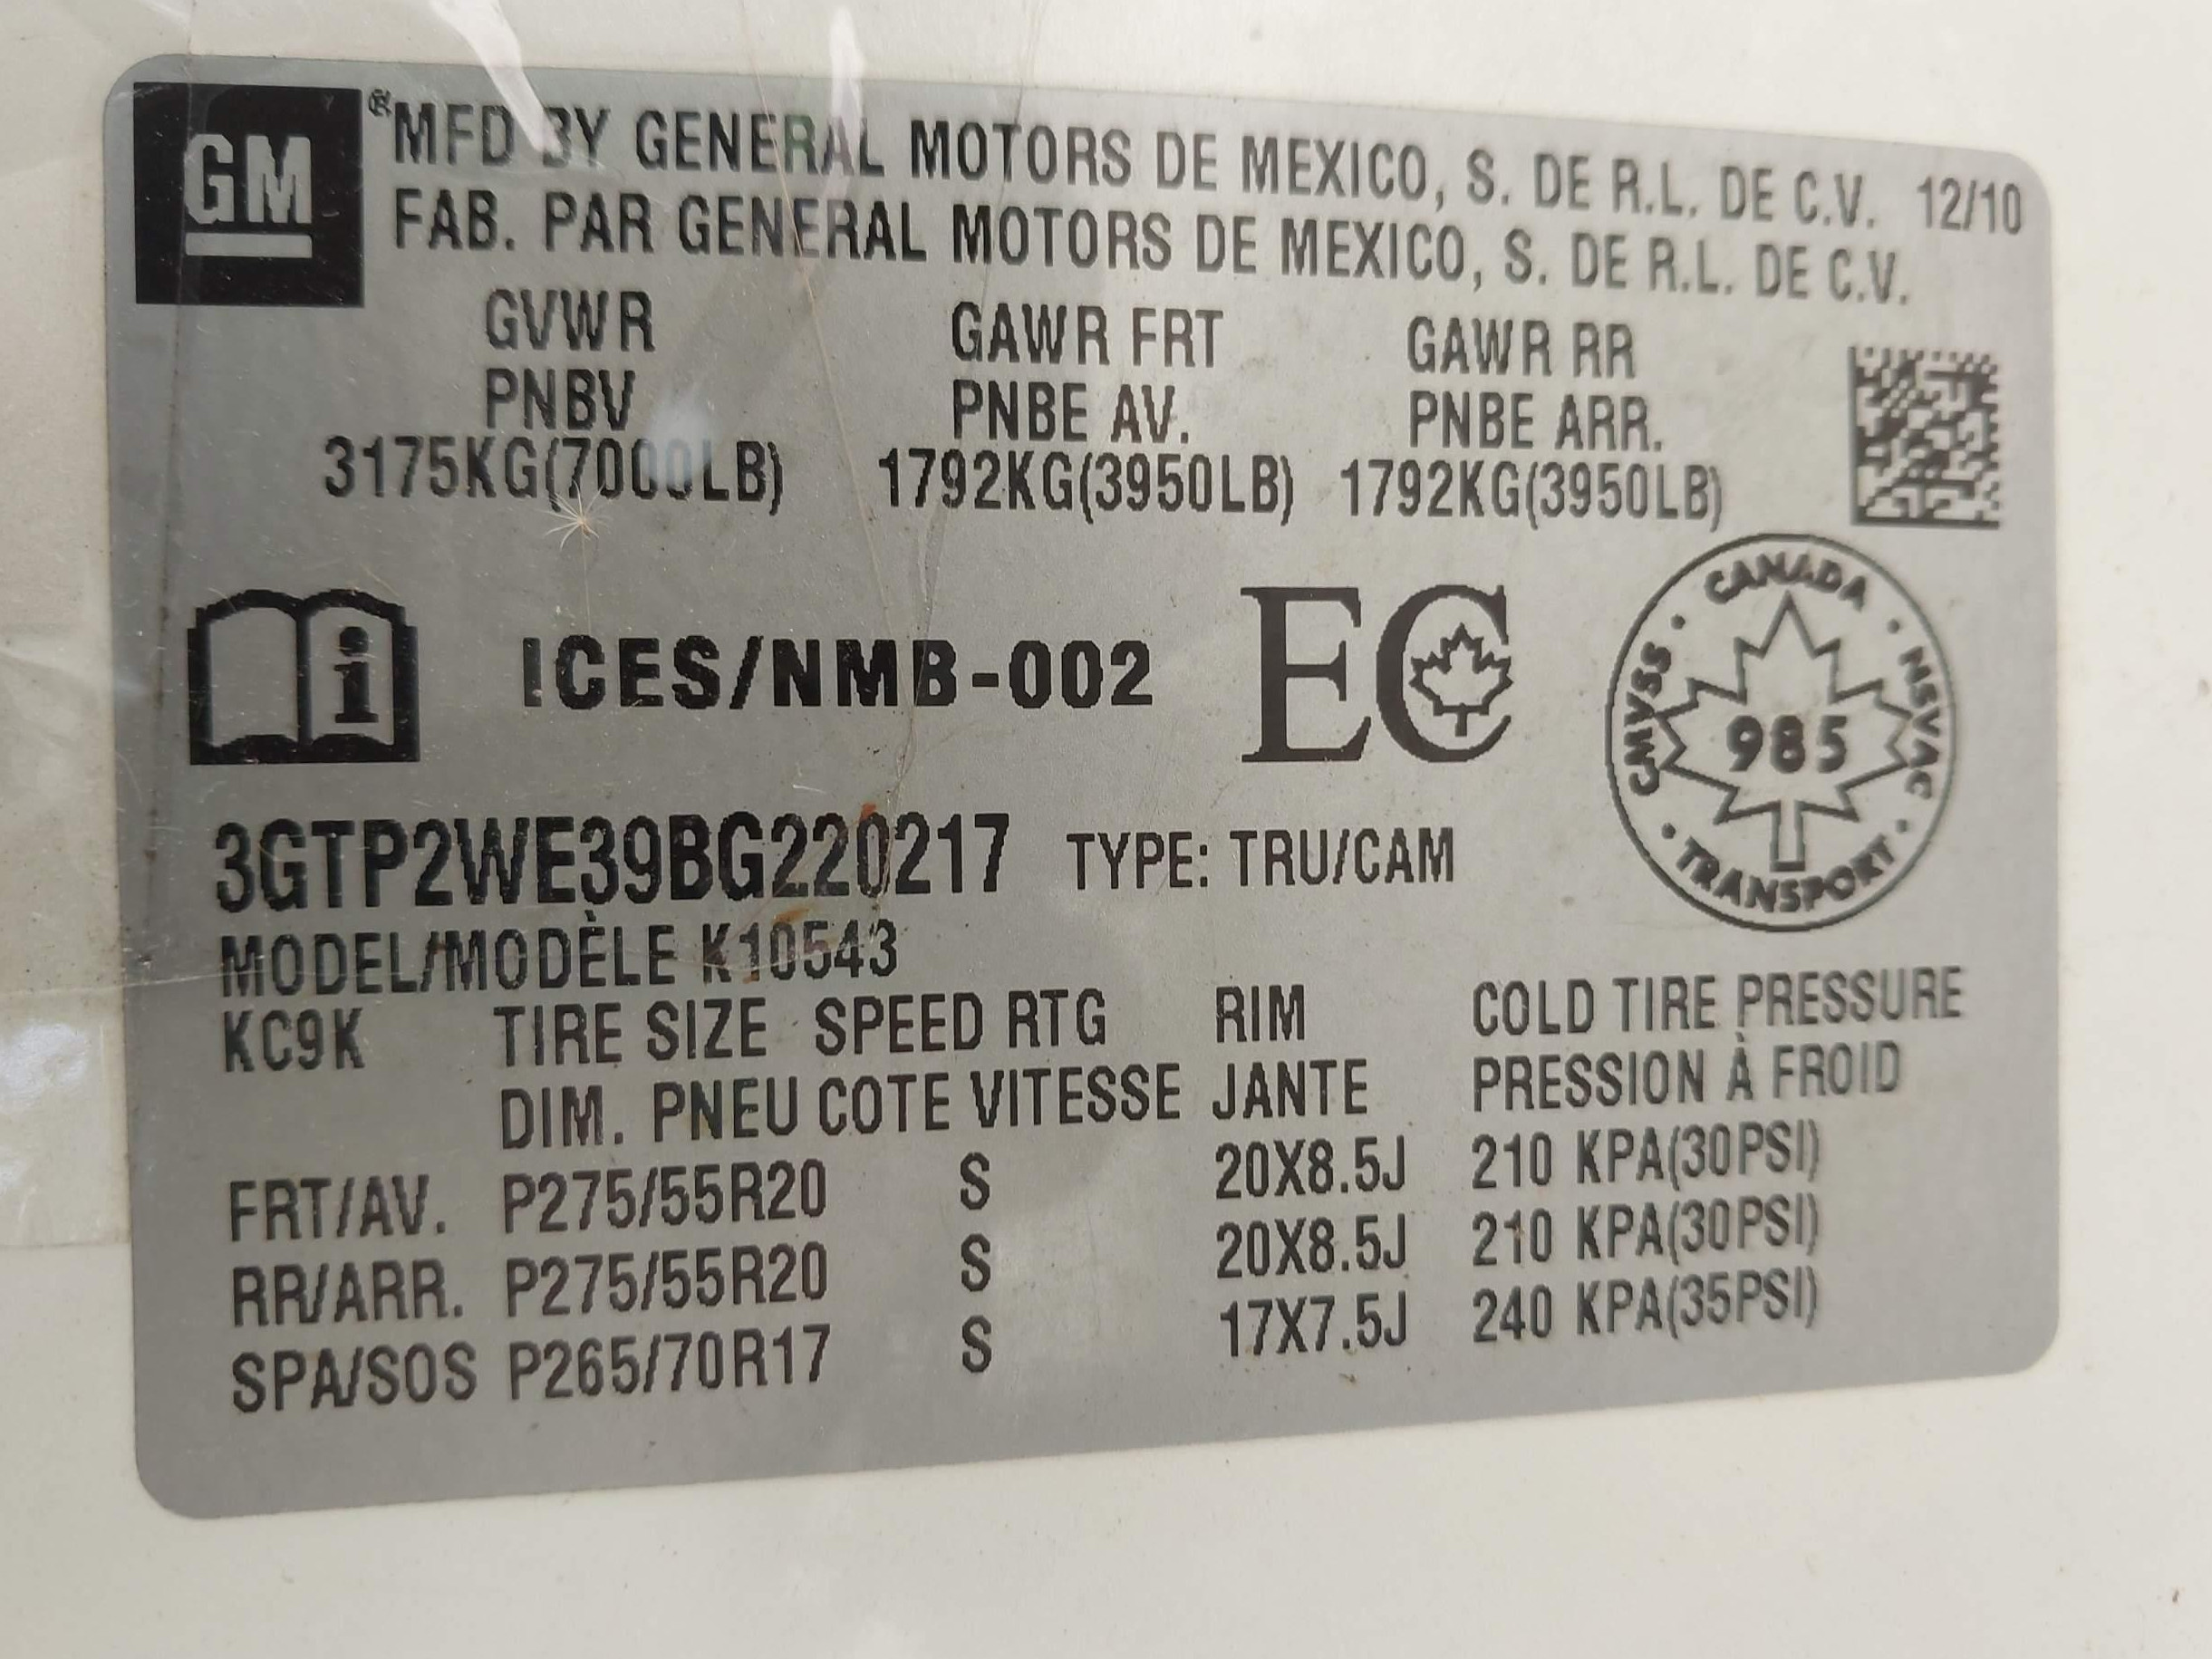 GM
®MFD BY GENERAL MOTORS DE MEXICO, S. DE R.L. DE C.V. 12/10
FAB. PAR GENERAL MOTORS DE MEXICO, S. DE R.L. DE C.V.
GVWR GAWR FRT GAWR RR
PNBV PNBE AV. PNBE ARR.
3175KG(7000LB) 1792KG(3950LB) 1792KG(3950LB)
i ICES/NMB-002 EC
CANADA
CMVSS · 985 · NSVAC
TRANSPORT
3GTP2WE39BG220217 TYPE: TRU/CAM
MODEL/MODÈLE K10543
KC9K TIRE SIZE SPEED RTG RIM COLD TIRE PRESSURE
DIM. PNEU COTE VITESSE JANTE PRESSION À FROID
FRT/AV. P275/55R20 S 20X8.5J 210 KPA(30PSI)
RR/ARR. P275/55R20 S 20X8.5J 210 KPA(30PSI)
SPA/SOS P265/70R17 S 17X7.5J 240 KPA(35PSI)